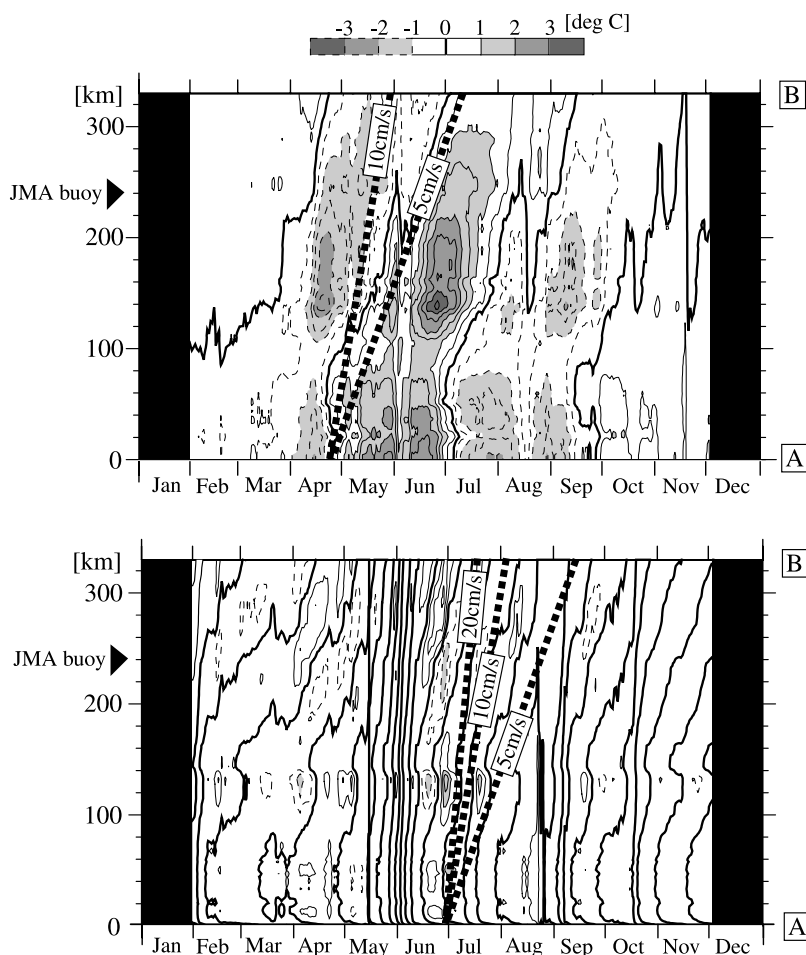 -3 -2 -1 0 1 2 3 [deg C]
[km]
B
300
10cm/s
5cm/s
JMA buoy
200
100
0
A
Jan Feb Mar Apr May Jun Jul Aug Sep Oct Nov Dec
[km]
B
300
20cm/s
10cm/s
5cm/s
JMA buoy
200
100
0
A
Jan Feb Mar Apr May Jun Jul Aug Sep Oct Nov Dec